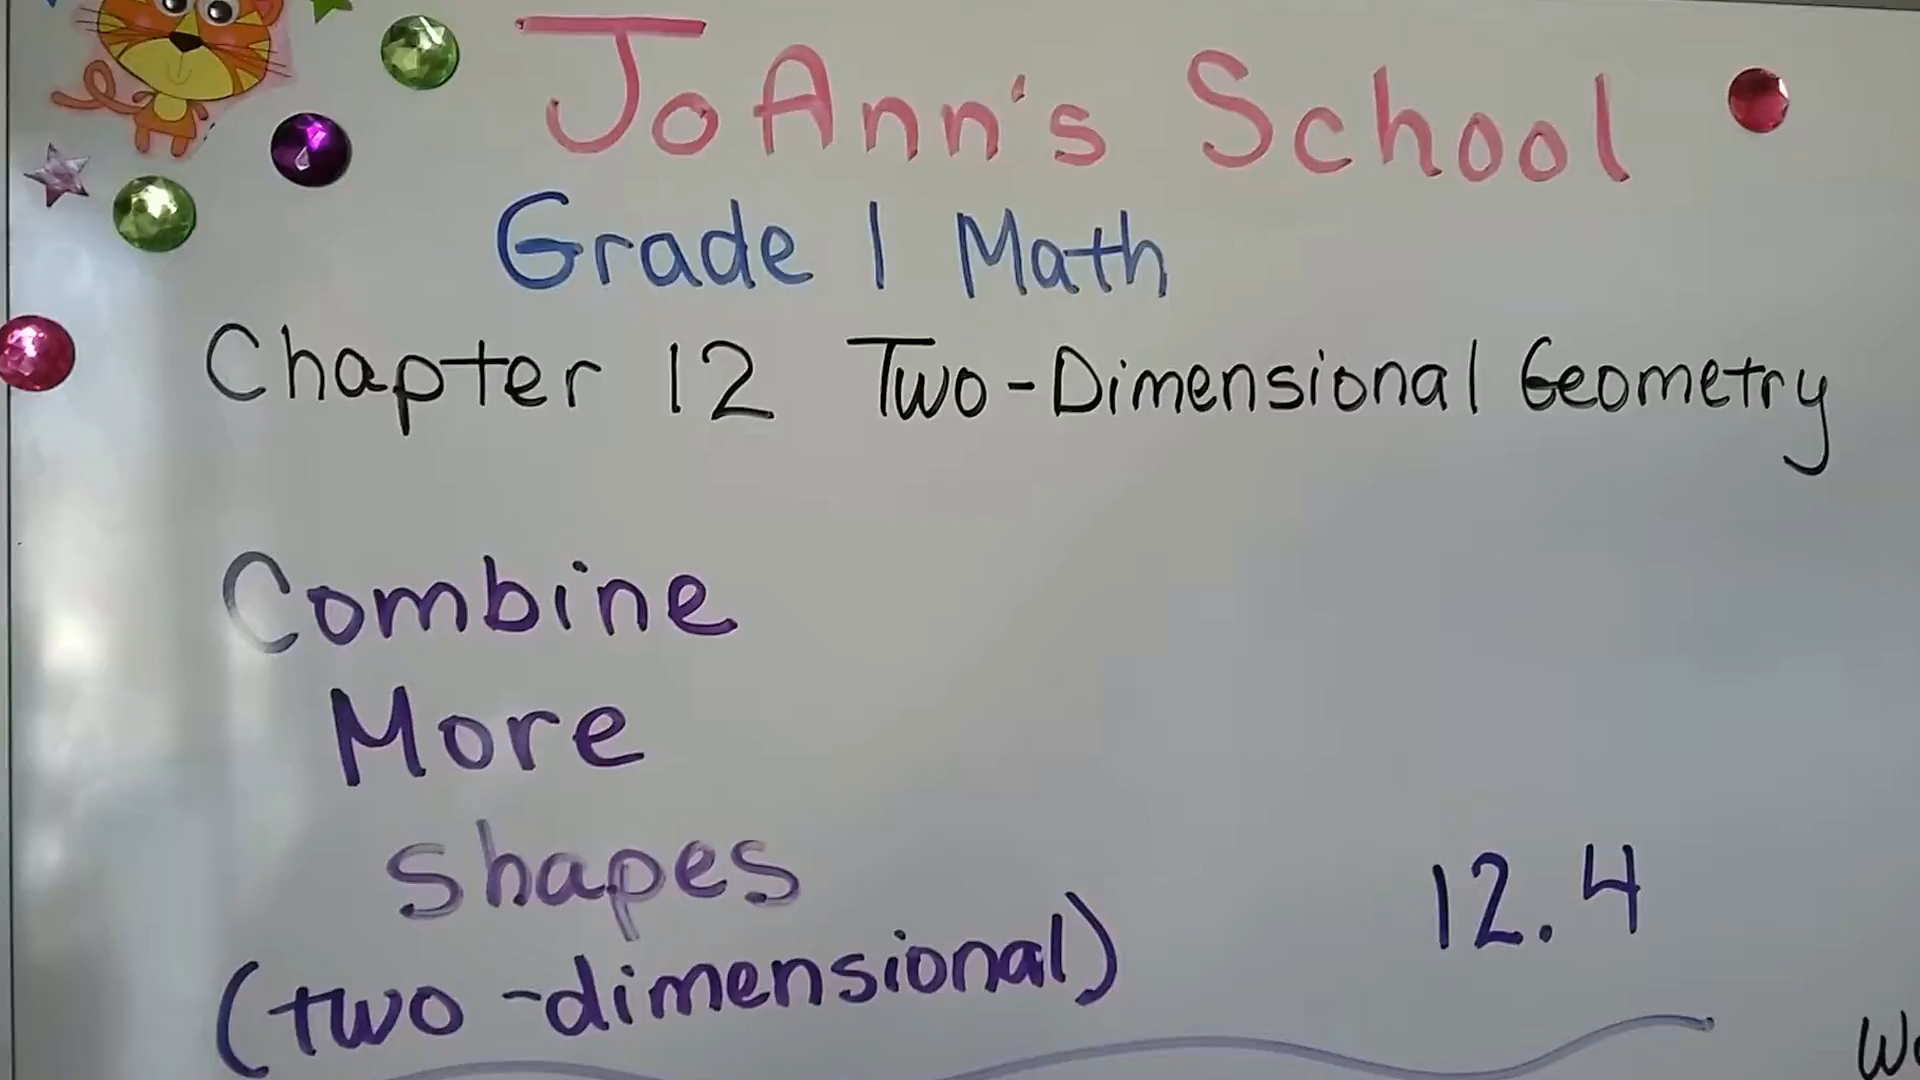 JoAnn's School
Grade 1 Math
Chapter 12 Two-Dimensional Geometry
Combine
More
shapes
12.4
(two-dimensional)